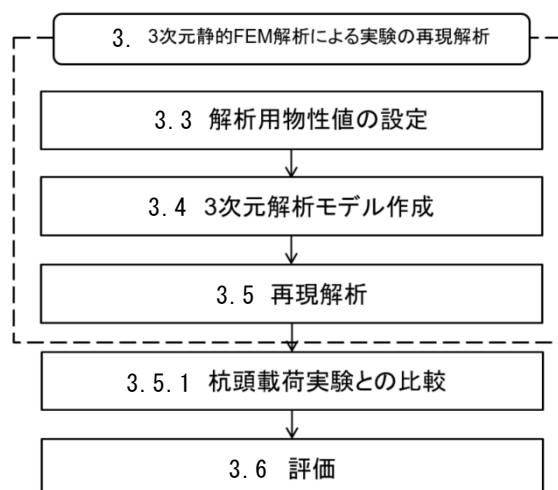 3. 3次元静的FEM解析による実験の再現解析
3.3 解析用物性値の設定
3.4 3次元解析モデル作成
3.5 再現解析
3.5.1 杭頭載荷実験との比較
3.6 評価